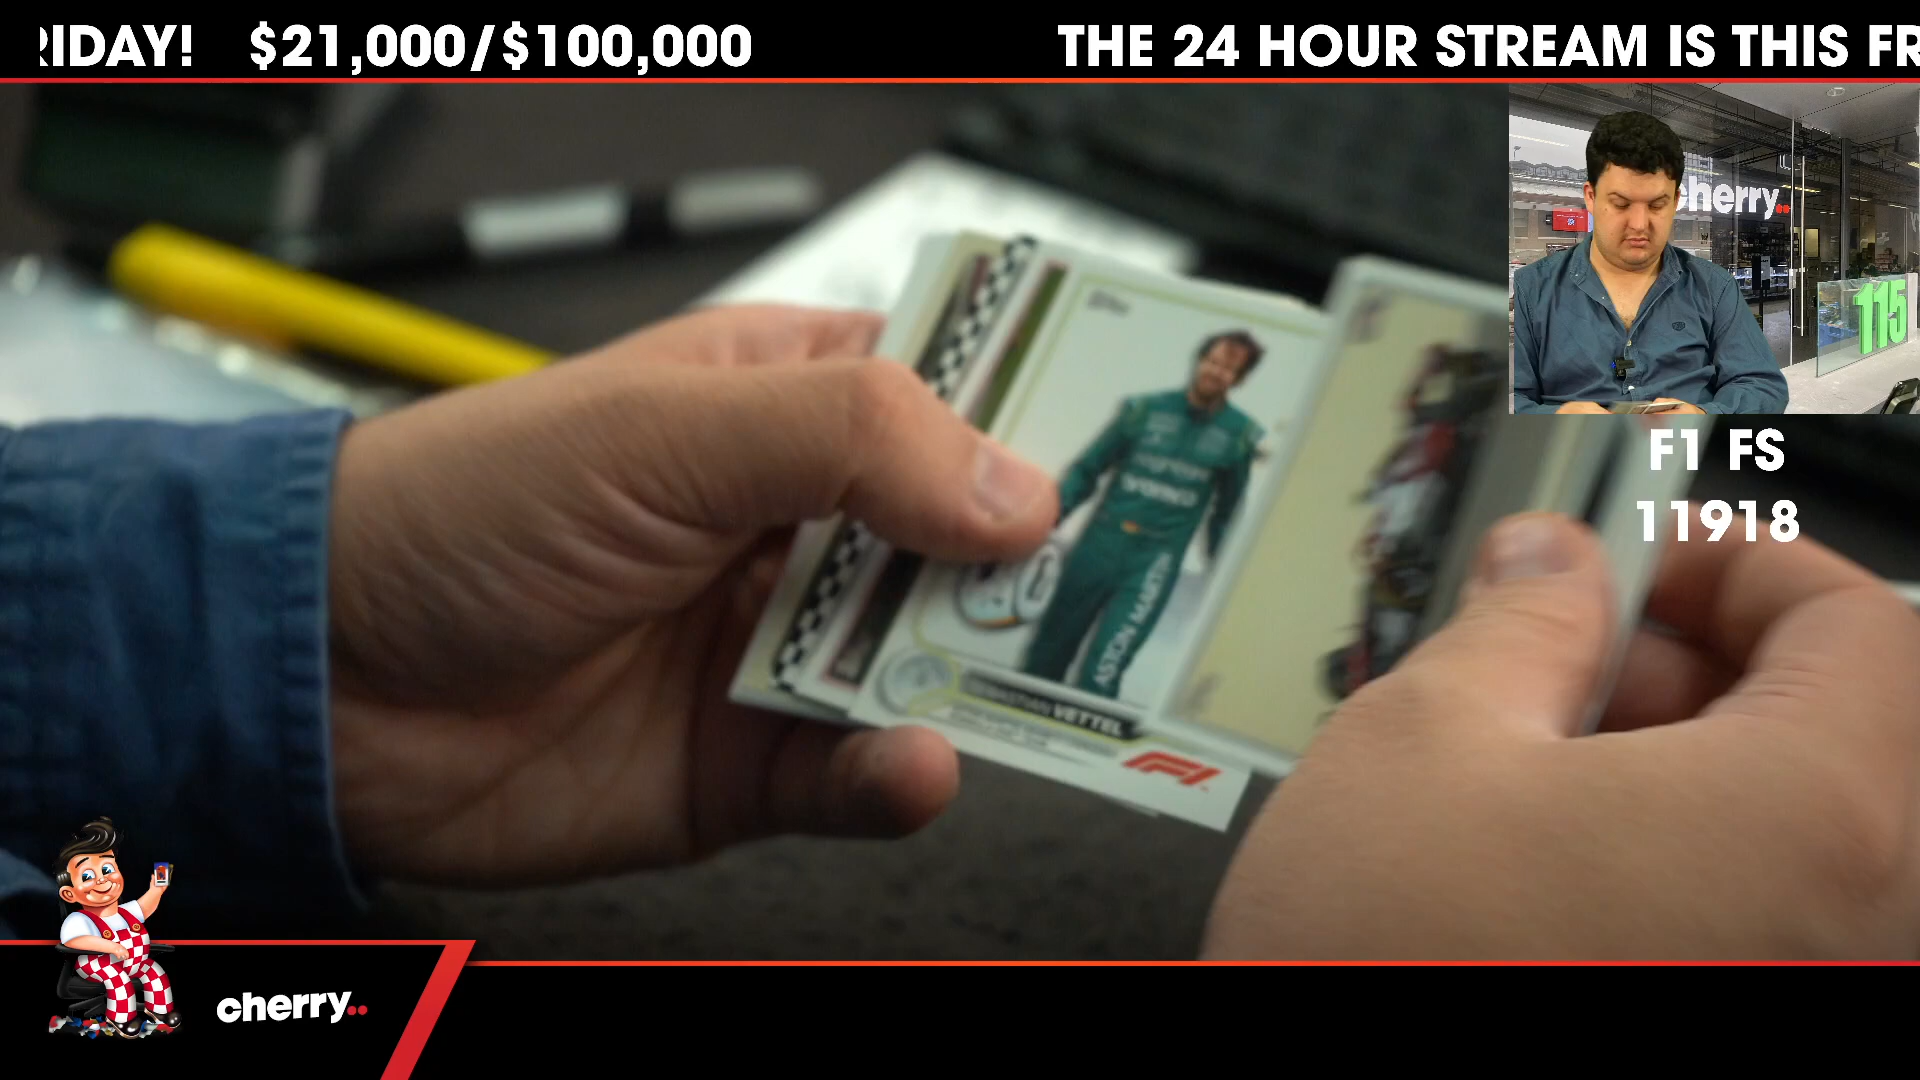 RIDAY! $21,000/$100,000 THE 24 HOUR STREAM IS THIS FR
cherry..
115
F1 FS
11918
ASTON MARTIN
SEBASTIAN VETTEL
F1
cherry..